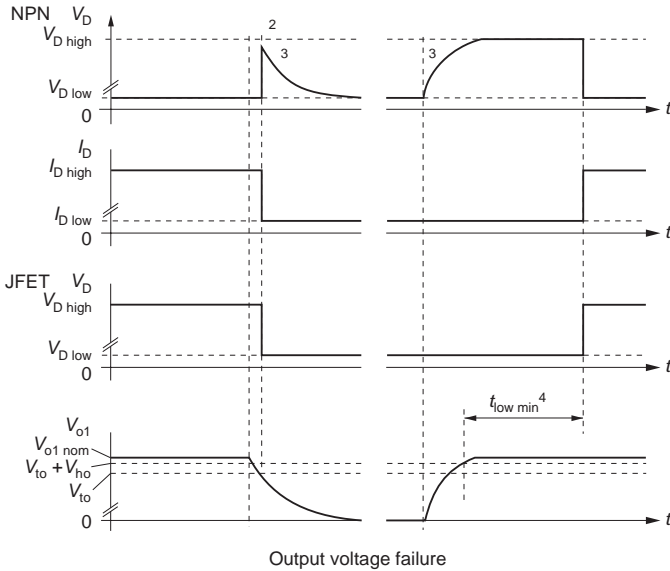 NPN V_D
2
V_D high
3 3
V_D low
0 t
I_D
I_D high
I_D low
0 t
JFET V_D
V_D high
V_D low
0 t
V_o1
t_low min 4
V_o1 nom
V_to + V_ho
V_to
0 t
Output voltage failure